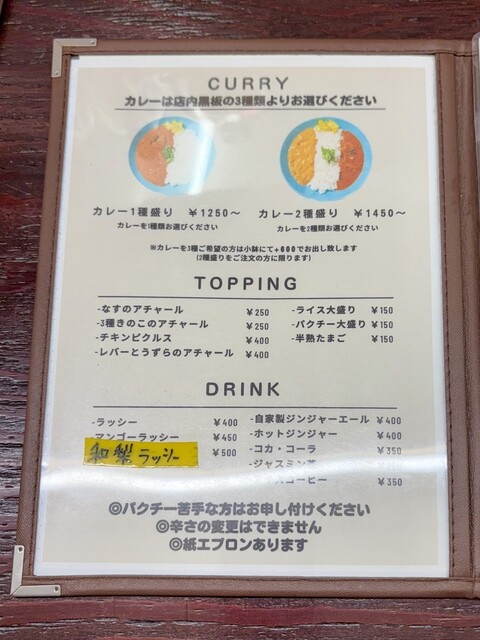 CURRY
カレーは店内黒板の3種類よりお選びください
カレー1種盛り ¥1250〜
カレーを1種類お選びください
カレー2種盛り ¥1450〜
カレーを2種類お選びください
※カレーを3種ご希望の方は小鉢にて+600でお出し致します
(2種盛りをご注文の方に限ります)
TOPPING
-なすのアチャール ¥250
-3種きのこのアチャール ¥250
-チキンピクルス ¥400
-レバーとうずらのアチャール ¥400
-ライス大盛り ¥150
-パクチー大盛り ¥150
-半熟たまご ¥150
DRINK
-ラッシー ¥400
-マンゴーラッシー ¥450
和梨ラッシー ¥500
-自家製ジンジャーエール ¥400
-ホットジンジャー ¥400
-コカ・コーラ ¥350
-ジャスミン茶
コーヒー ¥350
◎パクチー苦手な方はお申し付けください
◎辛さの変更はできません
◎紙エプロンあります